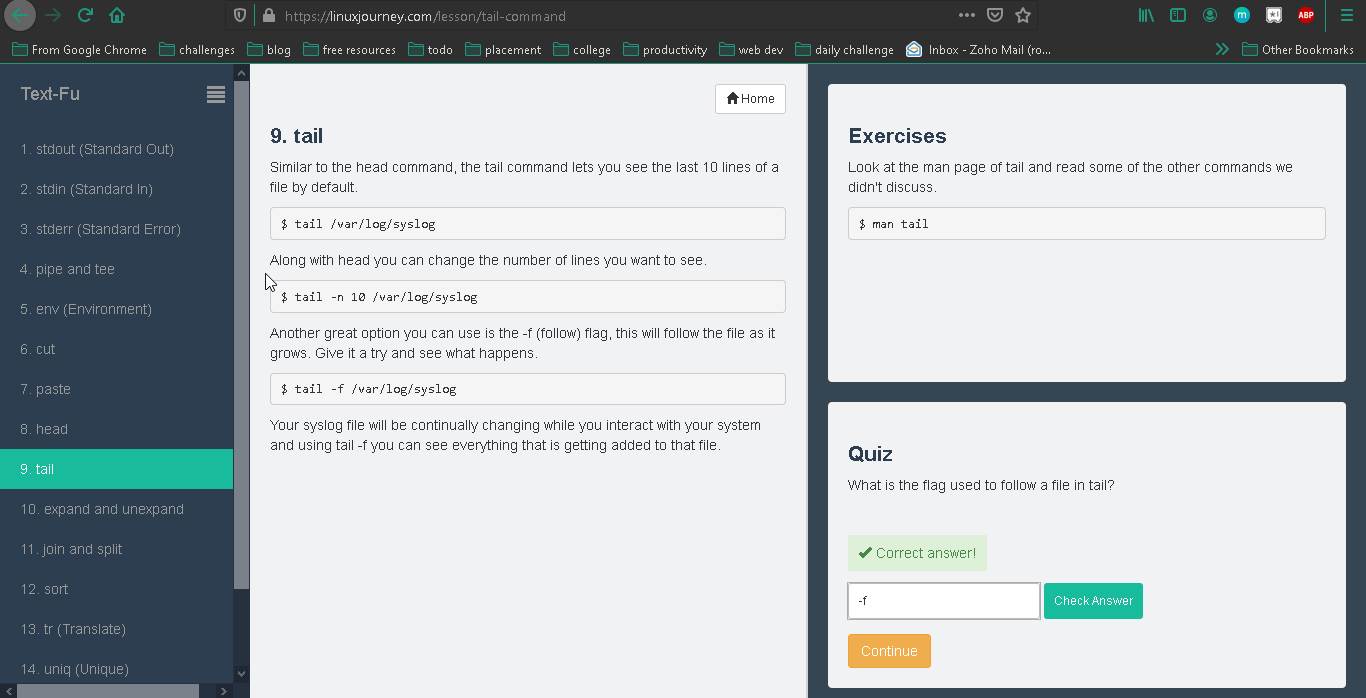 https://linuxjourney.com/lesson/tail-command
m
ABP
From Google Chrome challenges blog free resources todo placement college productivity web dev daily challenge Inbox - Zoho Mail (ro... Other Bookmarks
Text-Fu
1. stdout (Standard Out)
2. stdin (Standard In)
3. stderr (Standard Error)
4. pipe and tee
5. env (Environment)
6. cut
7. paste
8. head
9. tail
10. expand and unexpand
11. join and split
12. sort
13. tr (Translate)
14. uniq (Unique)
Home
9. tail
Similar to the head command, the tail command lets you see the last 10 lines of a
file by default.
$ tail /var/log/syslog
Along with head you can change the number of lines you want to see.
$ tail -n 10 /var/log/syslog
Another great option you can use is the -f (follow) flag, this will follow the file as it
grows. Give it a try and see what happens.
$ tail -f /var/log/syslog
Your syslog file will be continually changing while you interact with your system
and using tail -f you can see everything that is getting added to that file.
Exercises
Look at the man page of tail and read some of the other commands we
didn't discuss.
$ man tail
Quiz
What is the flag used to follow a file in tail?
Correct answer!
-f
Check Answer
Continue